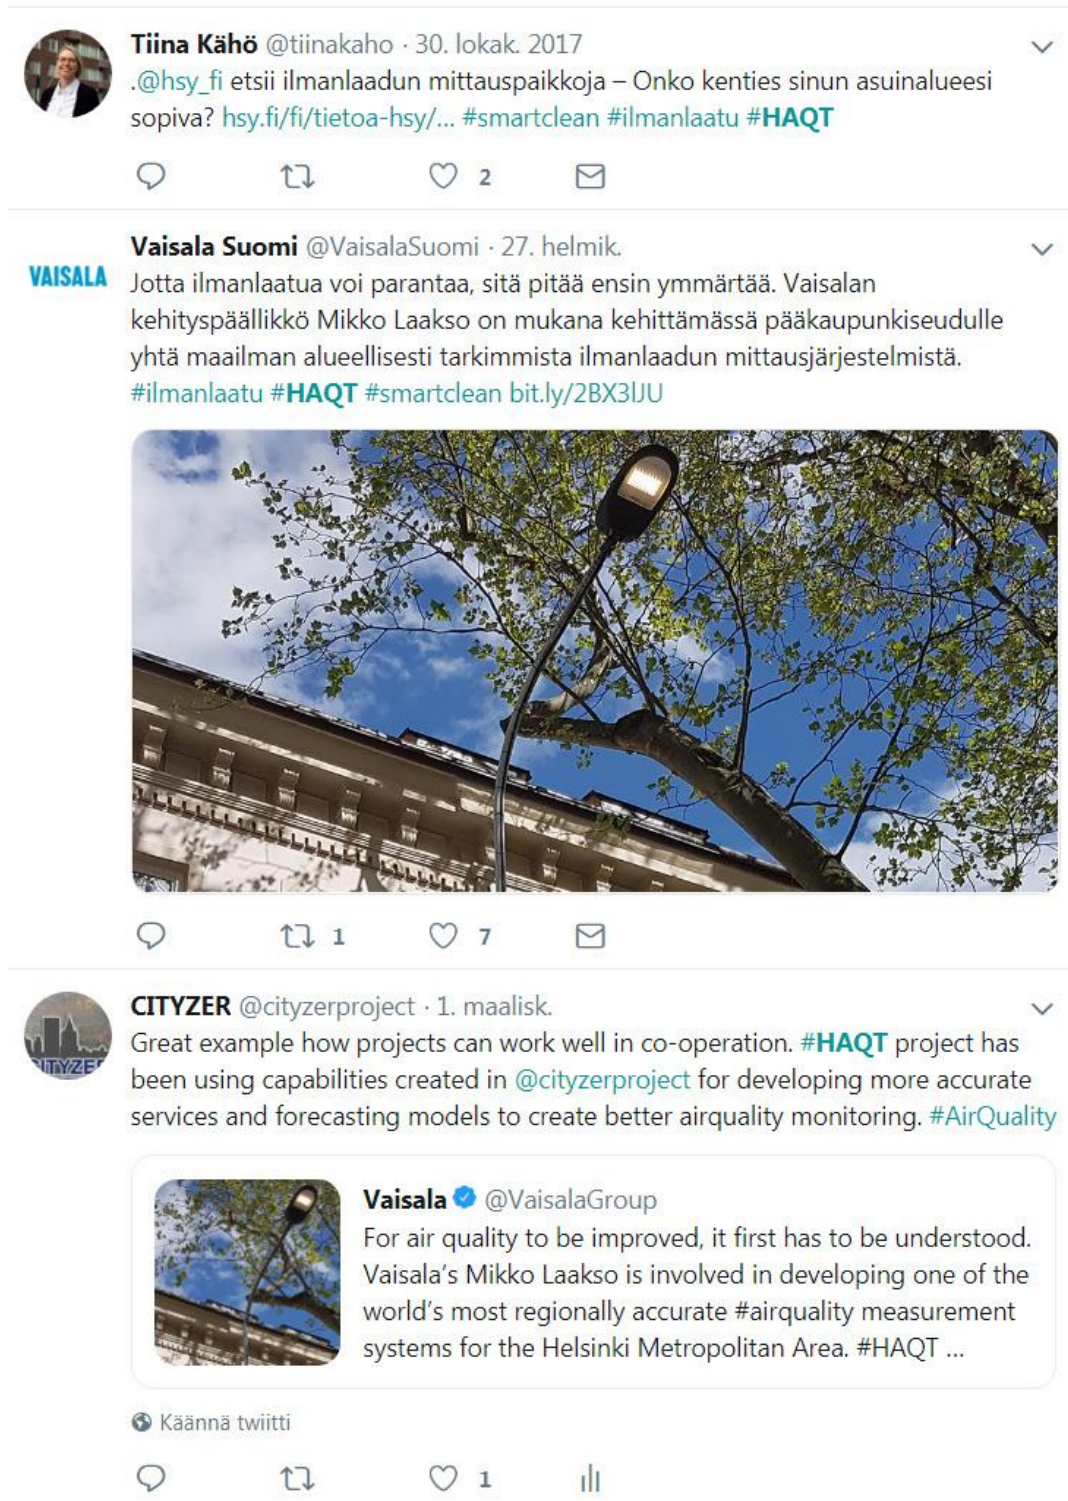 Tiina Kähö @tiinakaho · 30. lokak. 2017
.@hsy_fi etsii ilmanlaadun mittauspaikkoja – Onko kenties sinun asuinalueesi
sopiva? hsy.fi/fi/tietoa-hsy/... #smartclean #ilmanlaatu #HAQT
2
Vaisala Suomi @VaisalaSuomi · 27. helmik.
VAISALA
Jotta ilmanlaatua voi parantaa, sitä pitää ensin ymmärtää. Vaisalan
kehityspäällikkö Mikko Laakso on mukana kehittämässä pääkaupunkiseudulle
yhtä maailman alueellisesti tarkimmista ilmanlaadun mittausjärjestelmistä.
#ilmanlaatu #HAQT #smartclean bit.ly/2BX3lJU
1 7
CITYZER @cityzerproject · 1. maalisk.
CITYZER
Great example how projects can work well in co-operation. #HAQT project has
been using capabilities created in @cityzerproject for developing more accurate
services and forecasting models to create better airquality monitoring. #AirQuality
Vaisala @VaisalaGroup
For air quality to be improved, it first has to be understood.
Vaisala's Mikko Laakso is involved in developing one of the
world's most regionally accurate #airquality measurement
systems for the Helsinki Metropolitan Area. #HAQT ...
Käännä twiitti
1